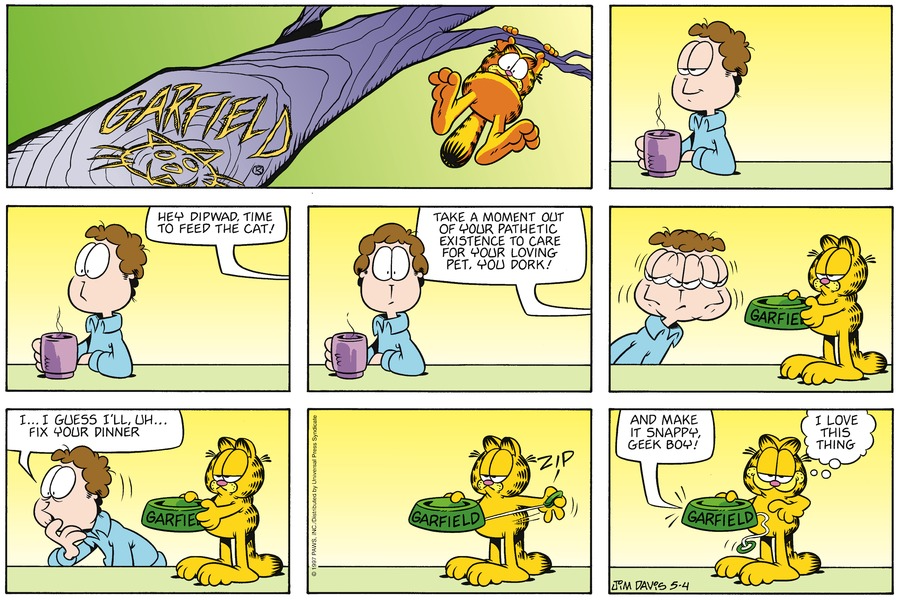 GARFIELD
HEY DIPWAD, TIME
TO FEED THE CAT!
TAKE A MOMENT OUT
OF YOUR PATHETIC
EXISTENCE TO CARE
FOR YOUR LOVING
PET, YOU DORK!
GARFIE
I... I GUESS I'LL, UH...
FIX YOUR DINNER
GARFIE
© 1997 PAWS, INC./Distributed by Universal Press Syndicate
ZIP
GARFIELD
AND MAKE
IT SNAPPY,
GEEK BOY!
I LOVE
THIS
THING
GARFIELD
JIM DAVIS 5-4